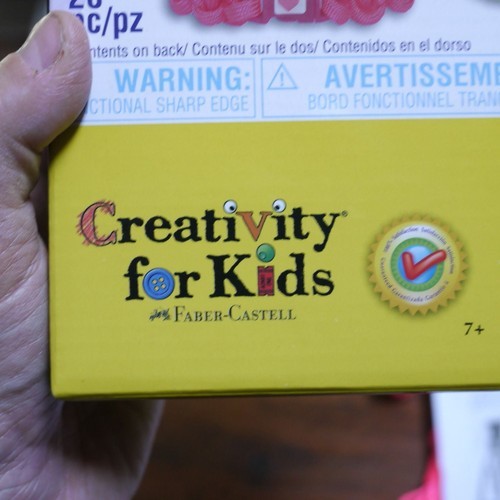 pc/pz
ntents on back/ Contenu sur le dos/ Contenidos en el dorso
WARNING:
CTIONAL SHARP EDGE
AVERTISSEM
BORD FONCTIONNEL TRAN
Creativity®
for Kids
FABER-CASTELL
7+